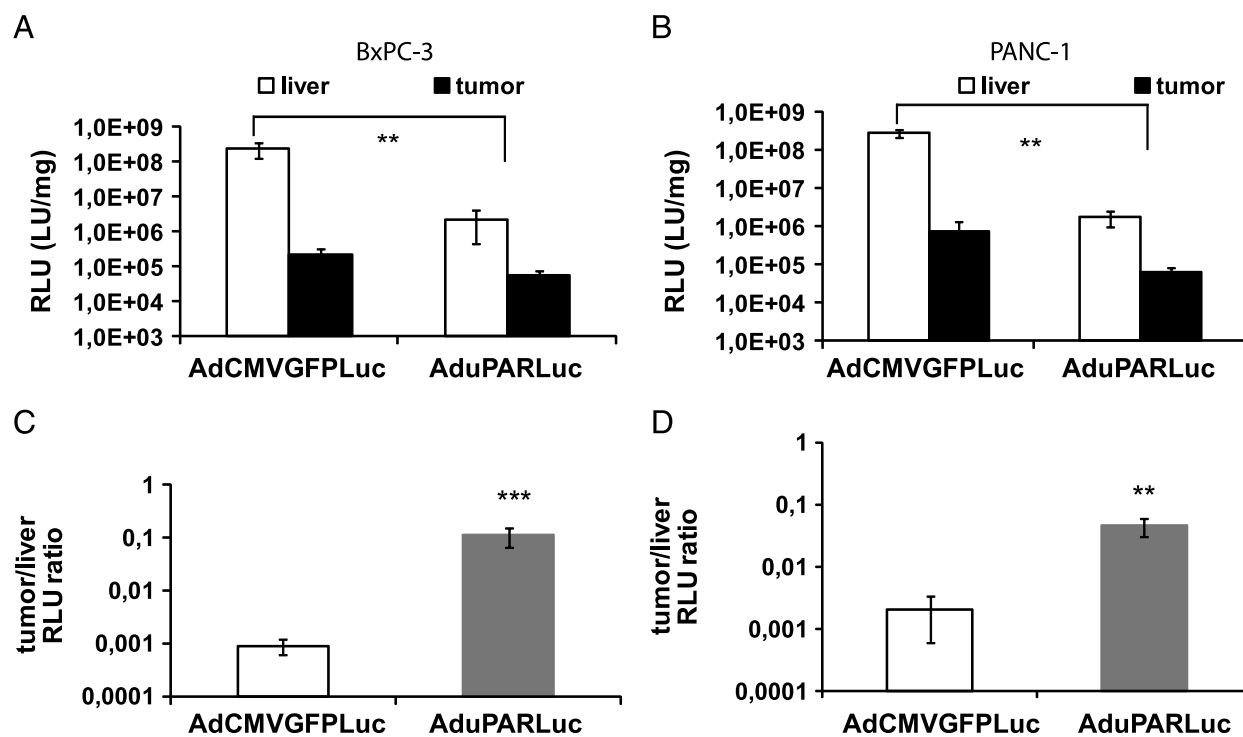 A
BxPC-3
liver
tumor
RLU (LU/mg)
1,0E+09
1,0E+08
1,0E+07
1,0E+06
1,0E+05
1,0E+04
1,0E+03
**
AdCMVGFPLuc
AduPARLuc
B
PANC-1
liver
tumor
RLU (LU/mg)
1,0E+09
1,0E+08
1,0E+07
1,0E+06
1,0E+05
1,0E+04
1,0E+03
**
AdCMVGFPLuc
AduPARLuc
C
tumor/liver
RLU ratio
1
0,1
0,01
0,001
0,0001
***
AdCMVGFPLuc
AduPARLuc
D
tumor/liver
RLU ratio
1
0,1
0,01
0,001
0,0001
**
AdCMVGFPLuc
AduPARLuc